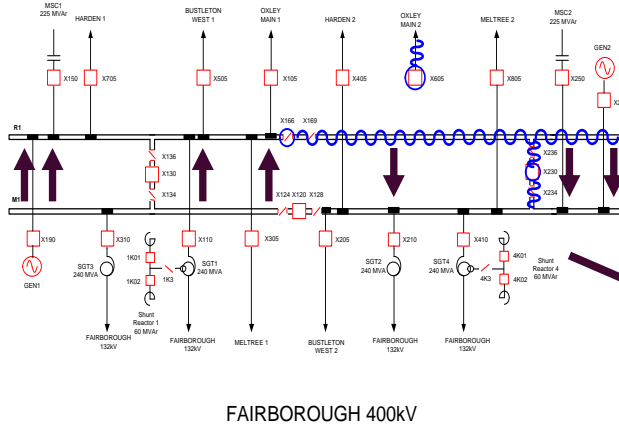 MSC1
225 MVAr
HARDEN 1
BUSTLETON
WEST 1
OXLEY
MAIN 1
HARDEN 2
OXLEY
MAIN 2
MELTREE 2
MSC2
225 MVAr
GEN2
X150
X705
X505
X105
X405
X605
X805
X250
R1
X166
X169
X136
X130
X134
X236
X230
X234
M1
X124
X120
X128
X190
X310
X110
X305
X205
X210
X410
GEN1
SGT3
240 MVA
1K01
1K02
1K3
SGT1
240 MVA
SGT2
240 MVA
SGT4
240 MVA
4K01
4K02
4K3
Shunt
Reactor 4
60 MVAr
Shunt
Reactor 1
60 MVAr
FAIRBOROUGH
132kV
FAIRBOROUGH
132kV
MELTREE 1
BUSTLETON
WEST 2
FAIRBOROUGH
132kV
FAIRBOROUGH
132kV
FAIRBOROUGH 400kV